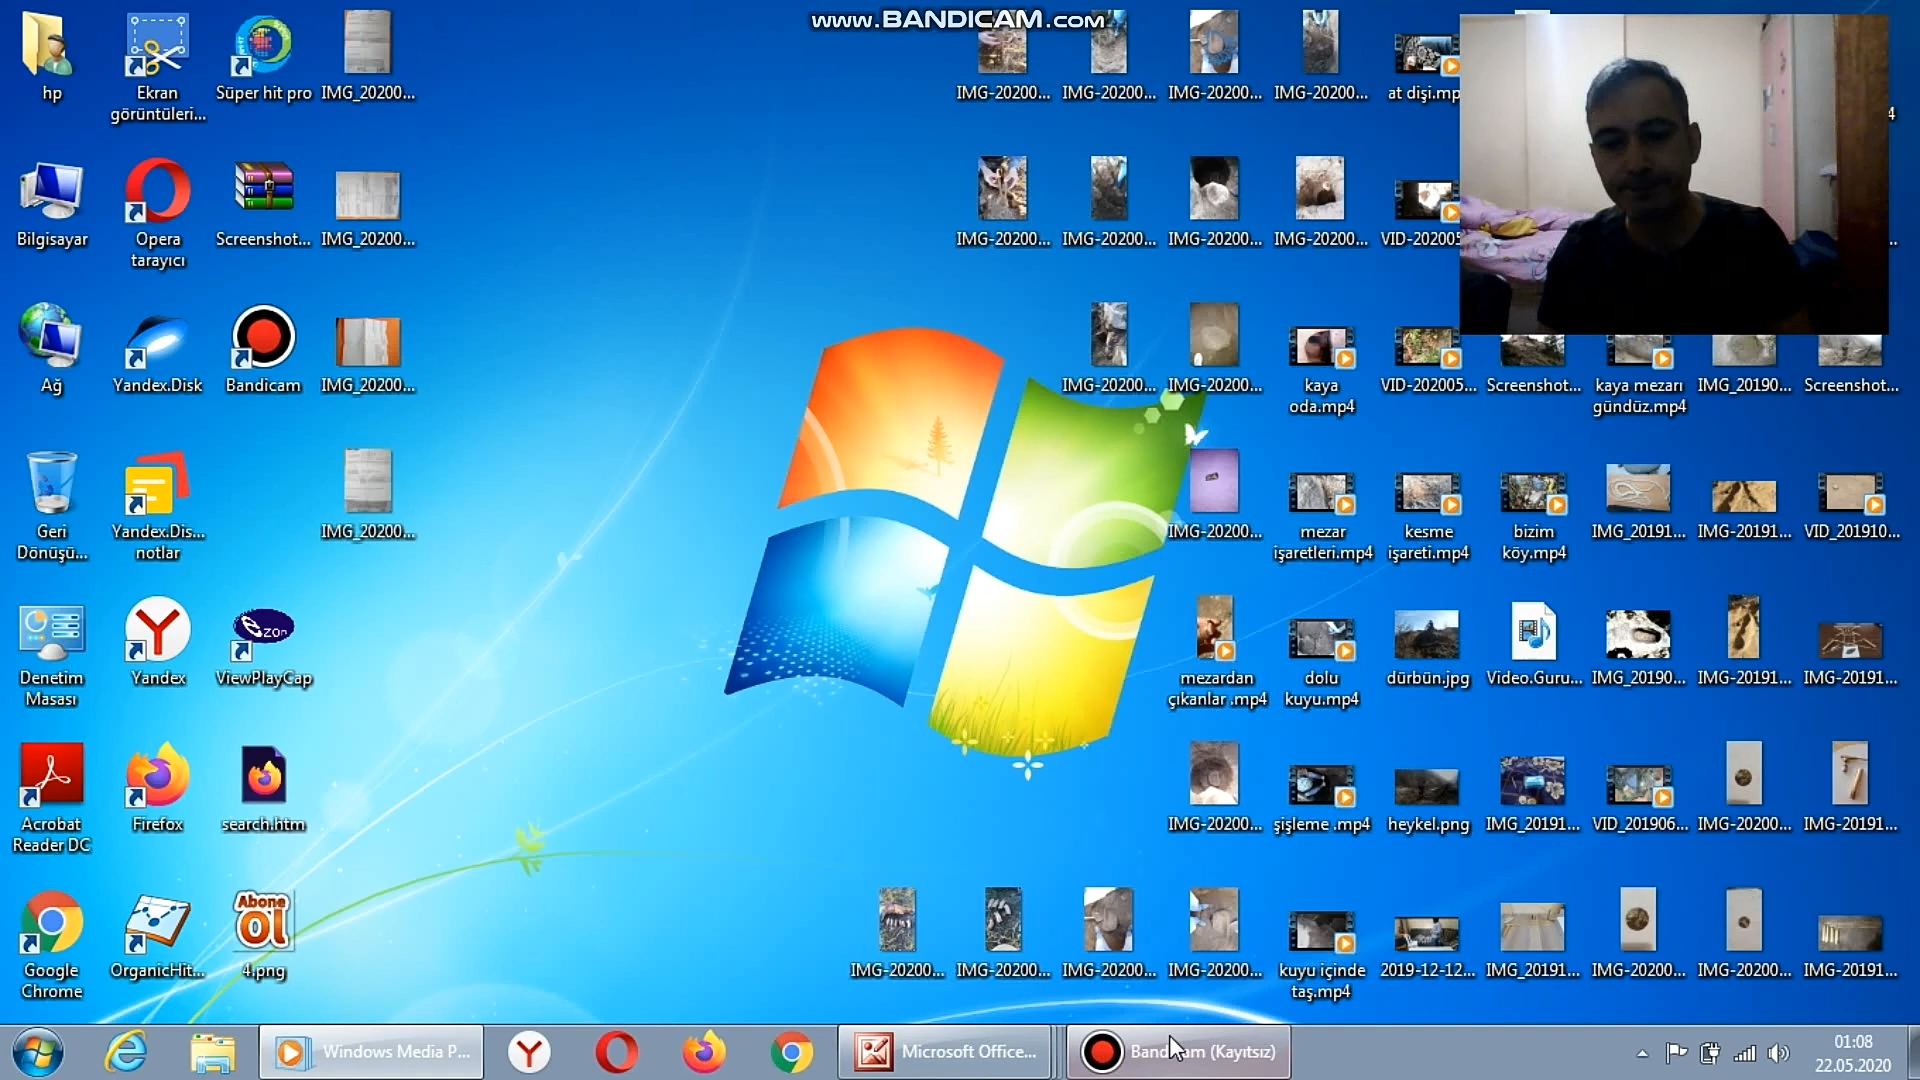 www.BANDICAM.com
hp
Ekran
görüntüleri...
Süper hit pro
IMG_20200...
IMG-20200...
IMG-20200...
IMG-20200...
IMG-20200...
at dişi.mp
4
Bilgisayar
Opera
tarayıcı
Screenshot...
IMG_20200...
IMG-20200...
IMG-20200...
IMG-20200...
IMG-20200...
VID-202005
...
Ağ
Yandex.Disk
Bandicam
IMG_20200...
IMG-20200...
IMG-20200...
kaya
oda.mp4
VID-202005...
Screenshot...
kaya mezarı
gündüz.mp4
IMG_20190...
Screenshot...
Geri
Dönüşü...
Yandex.Dis...
notlar
IMG_20200...
IMG-20200...
mezar
işaretleri.mp4
kesme
işareti.mp4
bizim
köy.mp4
IMG_20191...
IMG-20191...
VID_201910...
Denetim
Masası
Yandex
ezon
ViewPlayCap
mezardan
çıkanlar .mp4
dolu
kuyu.mp4
dürbün.jpg
Video.Guru...
IMG_20190...
IMG-20191...
IMG-20191...
Acrobat
Reader DC
Firefox
search.htm
IMG-20200...
şişleme .mp4
heykel.png
IMG_20191...
VID_201906...
IMG-20200...
IMG-20191...
Google
Chrome
OrganicHit...
Abone
Ol
4.png
IMG-20200...
IMG-20200...
IMG-20200...
IMG-20200...
kuyu içinde
taş.mp4
2019-12-12...
IMG_20191...
IMG-20200...
IMG-20200...
IMG-20191...
Windows Media P...
Microsoft Office...
Bandicam (Kayıtsız)
01:08
22.05.2020